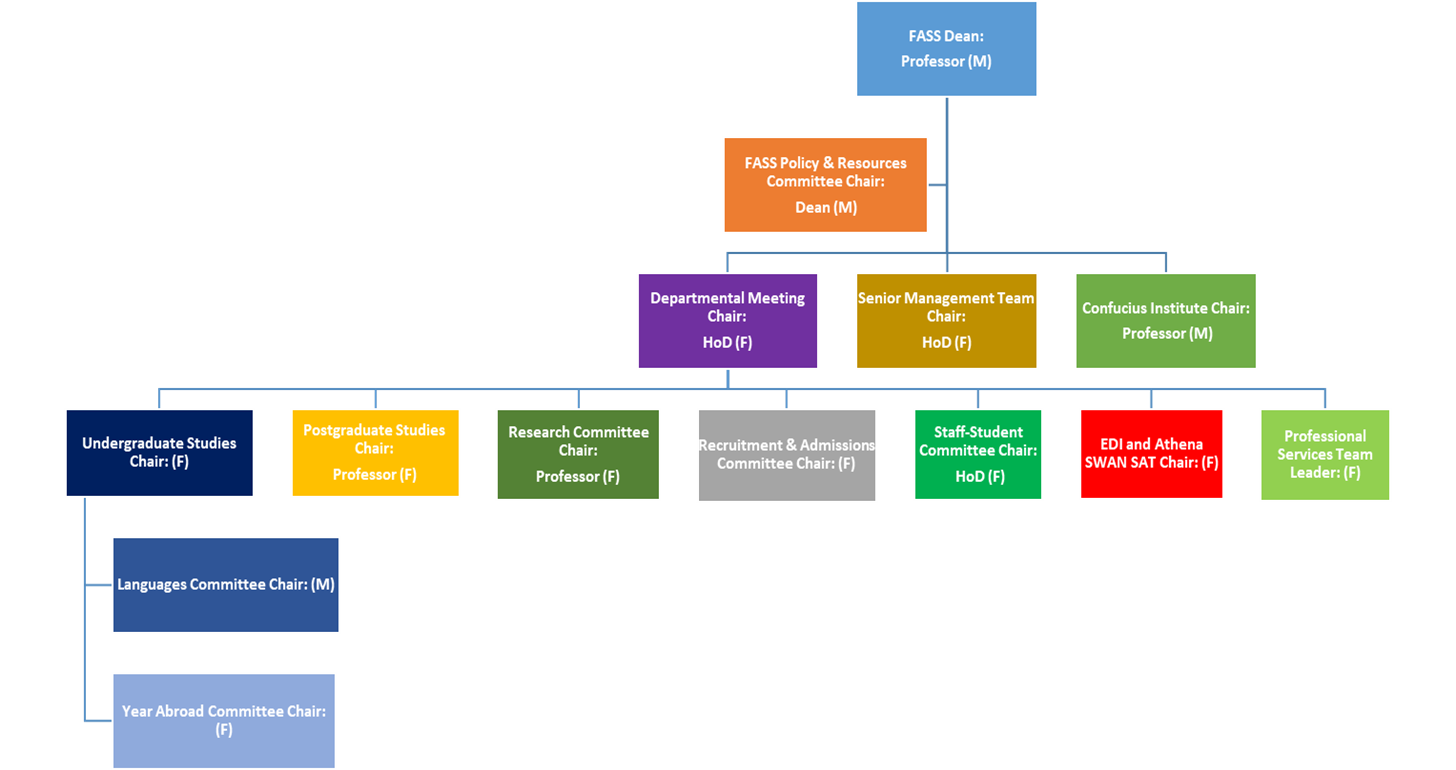 FASS Dean:
Professor (M)
FASS Policy & Resources
Committee Chair:
Dean (M)
Departmental Meeting
Chair:
HoD (F)
Senior Management Team
Chair:
HoD (F)
Confucius Institute Chair:
Professor (M)
Undergraduate Studies
Chair: (F)
Postgraduate Studies
Chair:
Professor (F)
Research Committee
Chair:
Professor (F)
Recruitment & Admissions
Committee Chair: (F)
Staff-Student
Committee Chair:
HoD (F)
EDI and Athena
SWAN SAT Chair: (F)
Professional
Services Team
Leader: (F)
Languages Committee Chair: (M)
Year Abroad Committee Chair:
(F)